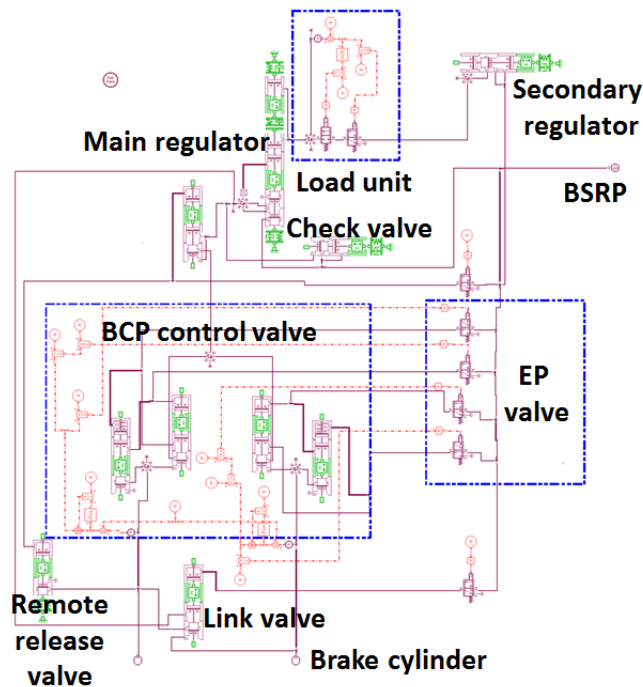 Secondary
regulator
Main regulator
Load unit
BSRP
Check valve
BCP control valve
EP
valve
Remote
release
valve
Link valve
Brake cylinder